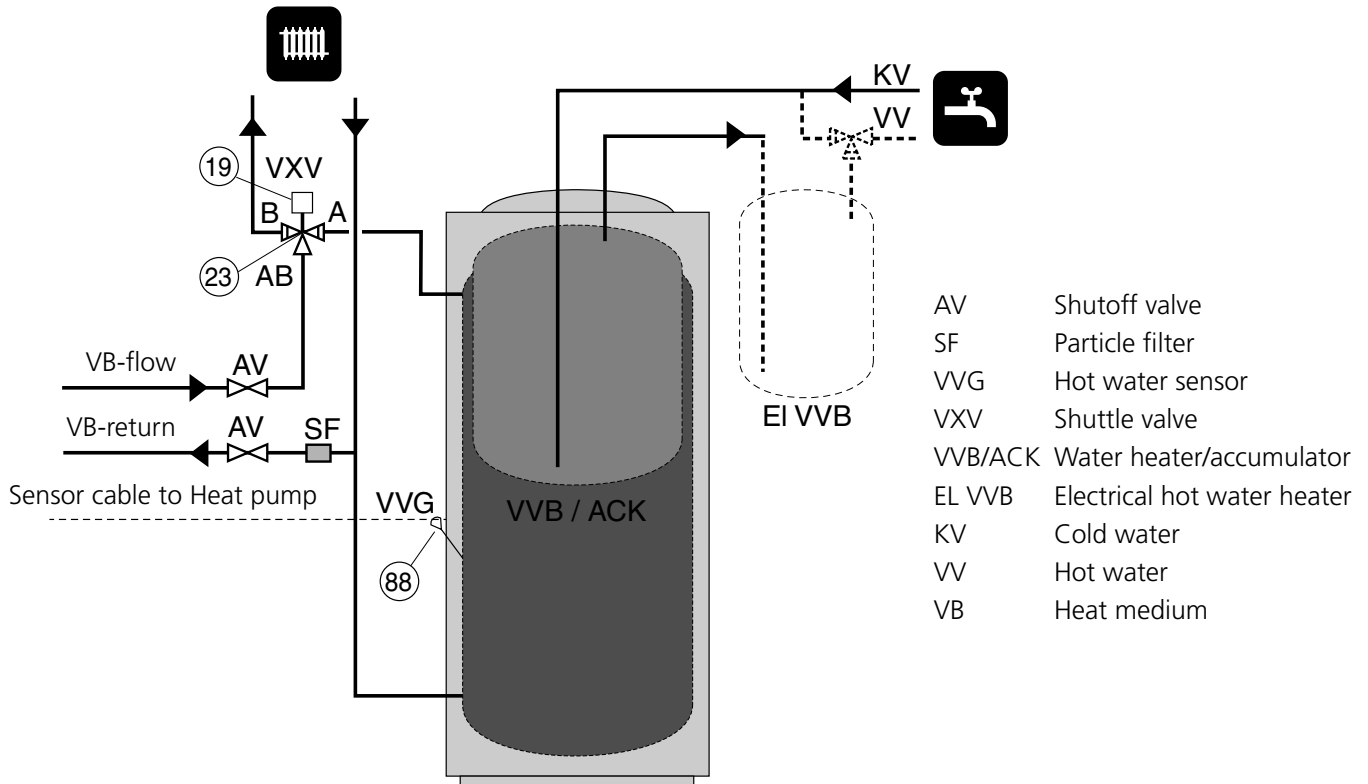 KV
VV
19
VXV
B
A
23
AB
VB-flow
AV
VB-return
AV
SF
Sensor cable to Heat pump
VVG
88
VVB / ACK
El VVB
AV Shutoff valve
SF Particle filter
VVG Hot water sensor
VXV Shuttle valve
VVB/ACK Water heater/accumulator
EL VVB Electrical hot water heater
KV Cold water
VV Hot water
VB Heat medium